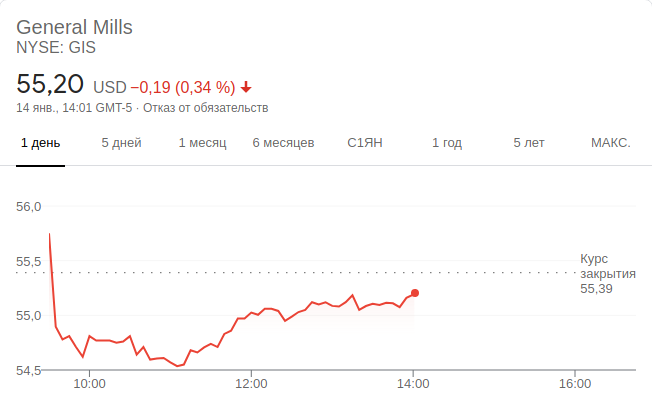 General Mills
NYSE: GIS
55,20 USD −0,19 (0,34 %)
14 янв., 14:01 GMT-5 · Отказ от обязательств
1 день 5 дней 1 месяц 6 месяцев С1ЯН 1 год 5 лет МАКС.
56,0
55,5
Курс
закрытия
55,39
55,0
54,5
10:00 12:00 14:00 16:00